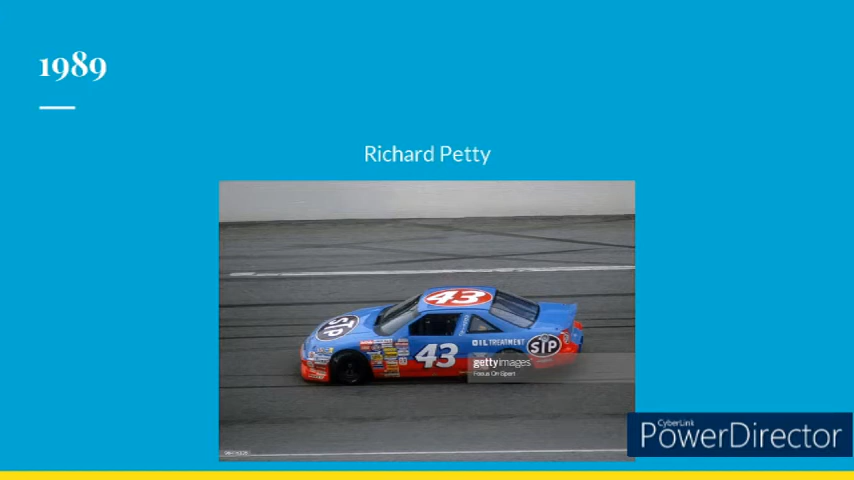 1989
Richard Petty
43
STP
43
OIL TREATMENT
STP
gettyimages
Focus On Sport
CyberLink
PowerDirector